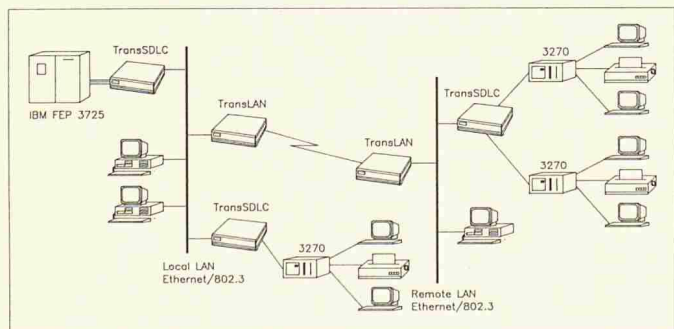 TransSDLC
IBM FEP 3725
TransLAN
TransLAN
TransSDLC
Local LAN
Ethernet/802.3
3270
Remote LAN
Ethernet/802.3
TransSDLC
3270
3270